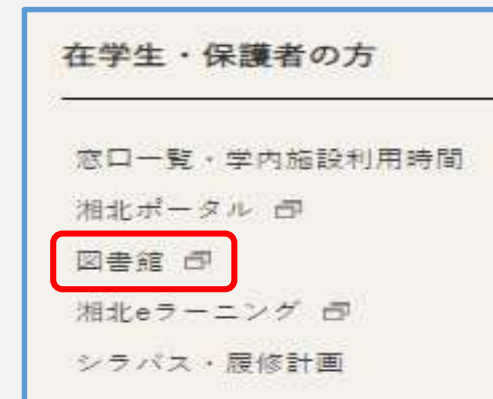 在学生・保護者の方
窓口一覧・学内施設利用時間
湘北ポータル
図書館
湘北eラーニング
シラバス・履修計画